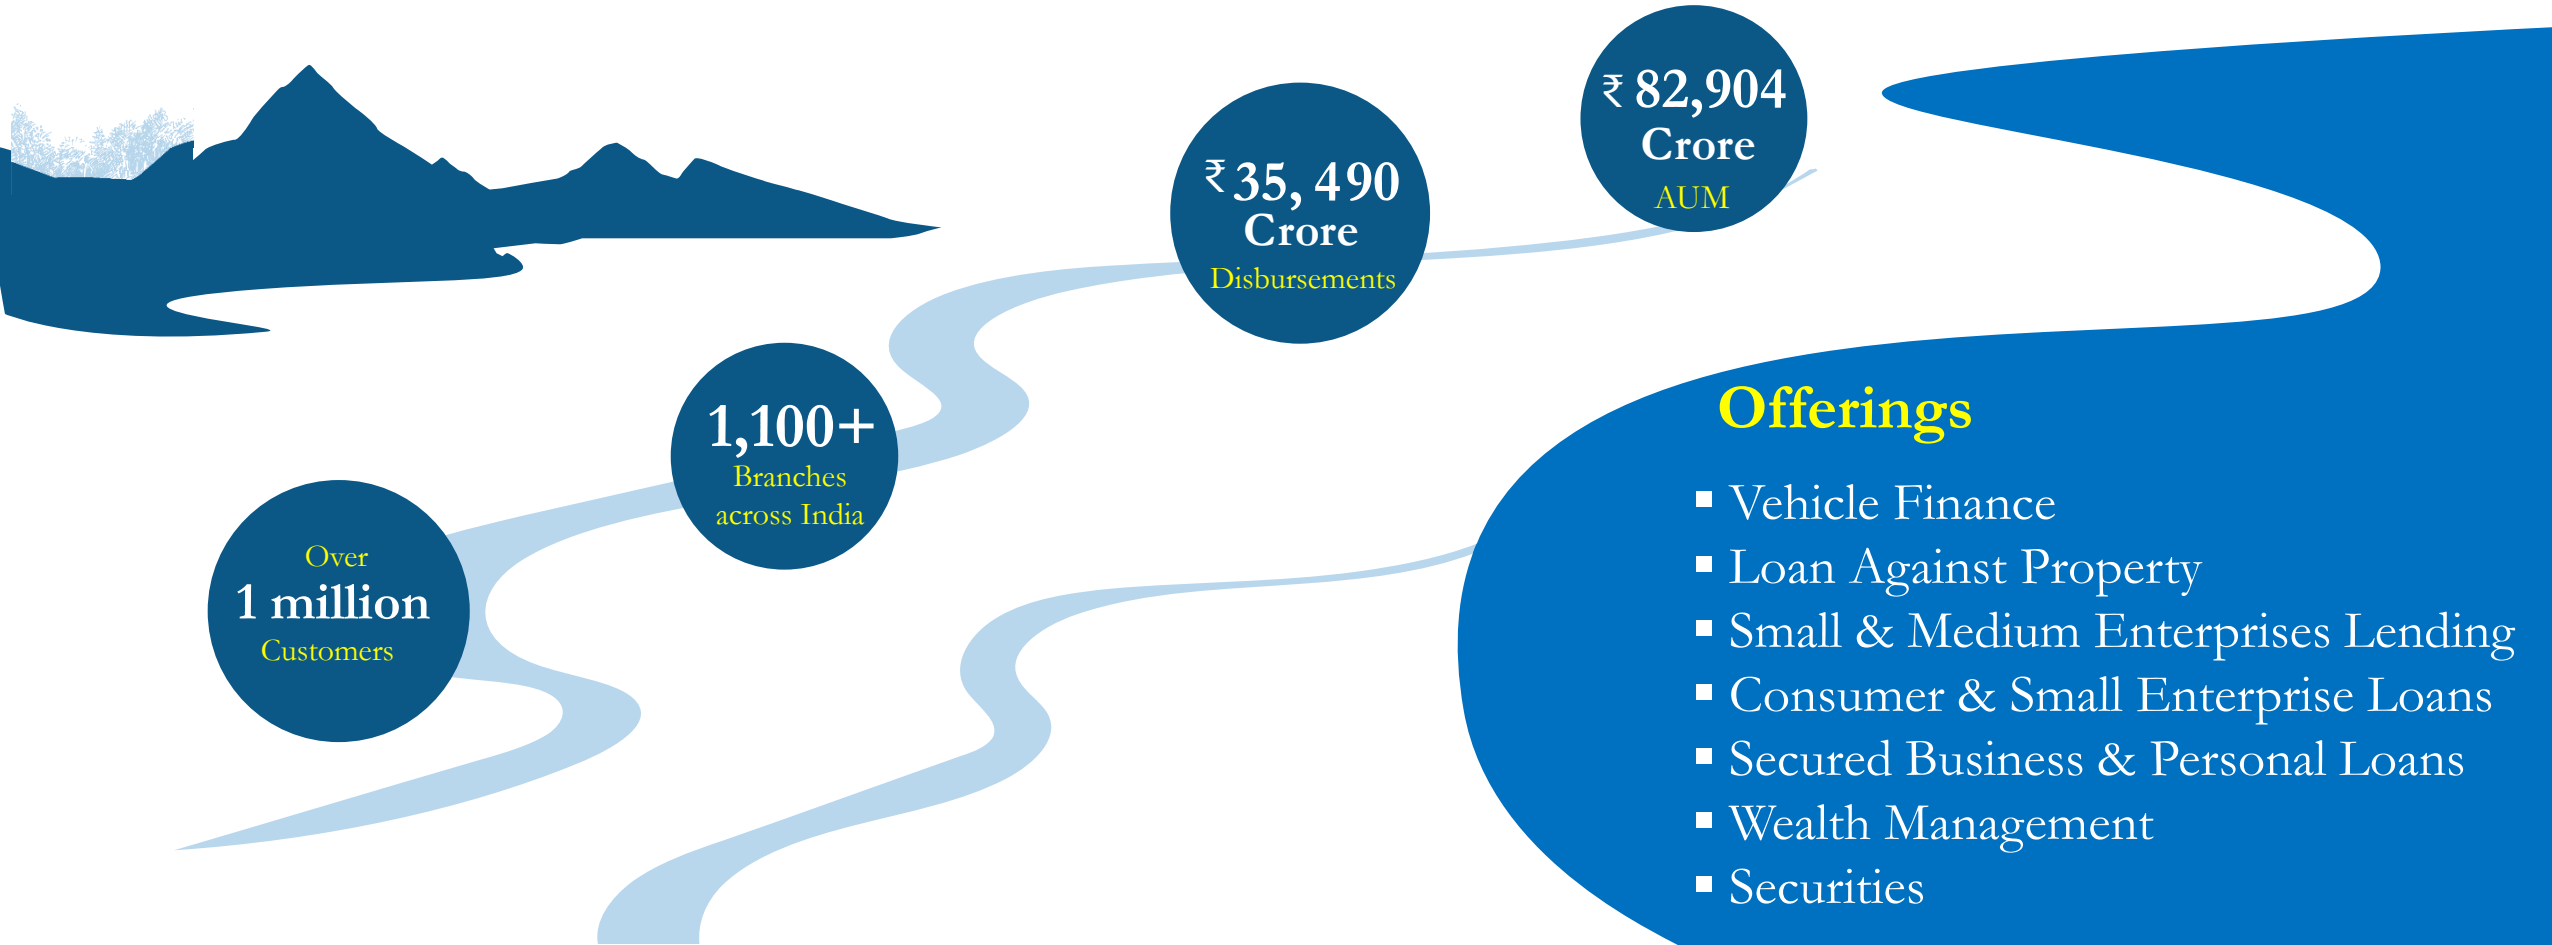 ₹ 82,904
Crore
AUM
₹ 35, 490
Crore
Disbursements
1,100+
Branches
across India
Over
1 million
Customers
Offerings
▪ Vehicle Finance
▪ Loan Against Property
▪ Small & Medium Enterprises Lending
▪ Consumer & Small Enterprise Loans
▪ Secured Business & Personal Loans
▪ Wealth Management
▪ Securities